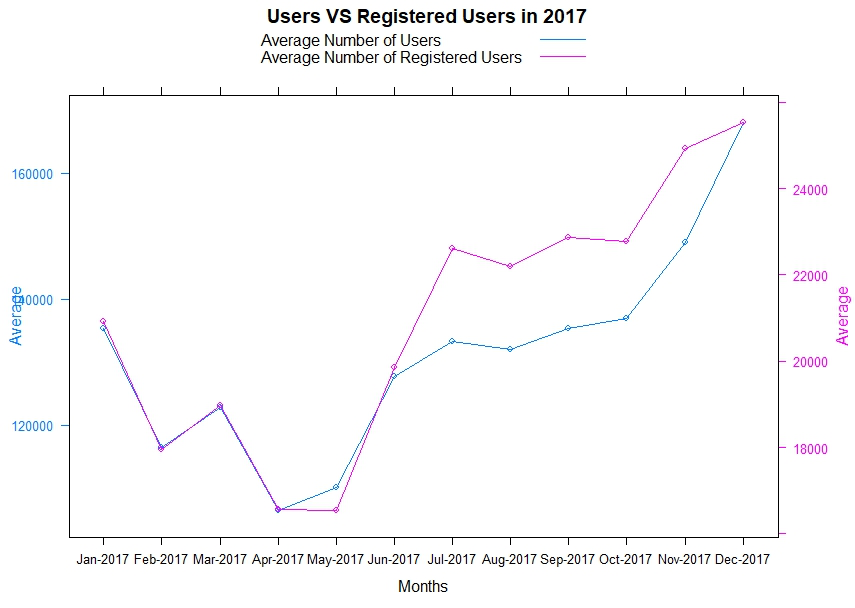 Users VS Registered Users in 2017
Average Number of Users
Average Number of Registered Users
160000
140000
120000
Average
24000
22000
20000
18000
Average
Jan-2017 Feb-2017 Mar-2017 Apr-2017 May-2017 Jun-2017 Jul-2017 Aug-2017 Sep-2017 Oct-2017 Nov-2017 Dec-2017
Months